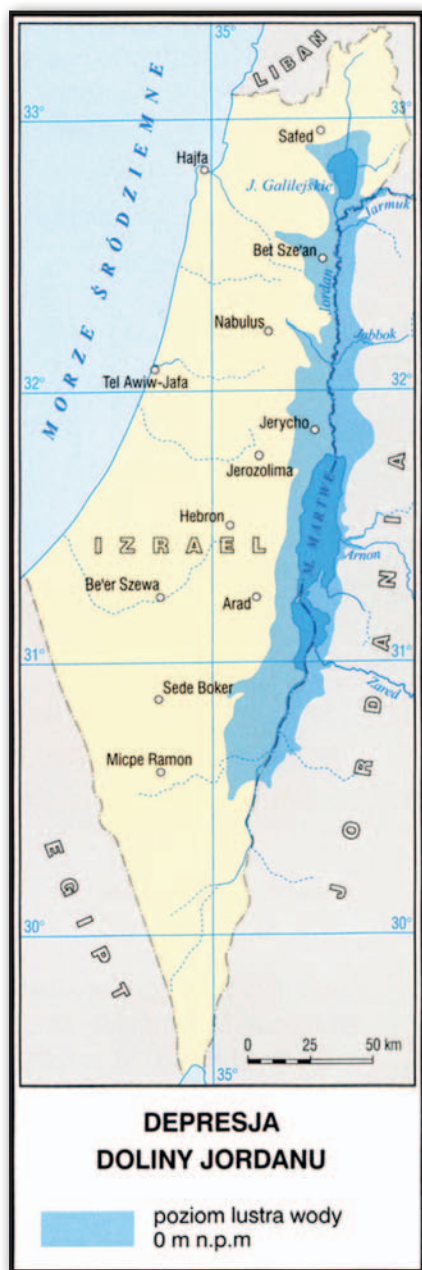 35°
LIBAN
33°
33°
Safed
MORZE ŚRÓDZIEMNE
Hajfa
J. Galilejskie
Jarmuk
Bet Sze'an
Jordan
Nabulus
Jabbok
32°
32°
Tel Awiw-Jafa
Jerycho
Jerozolima
M. MARTWE
Hebron
IZRAEL
Arnon
Be'er Szewa
Arad
JORDANIA
31°
31°
Zared
Sede Boker
Micpe Ramon
EGIPT
30°
30°
0 25 50 km
35°
DEPRESJA
DOLINY JORDANU
poziom lustra wody
0 m n.p.m